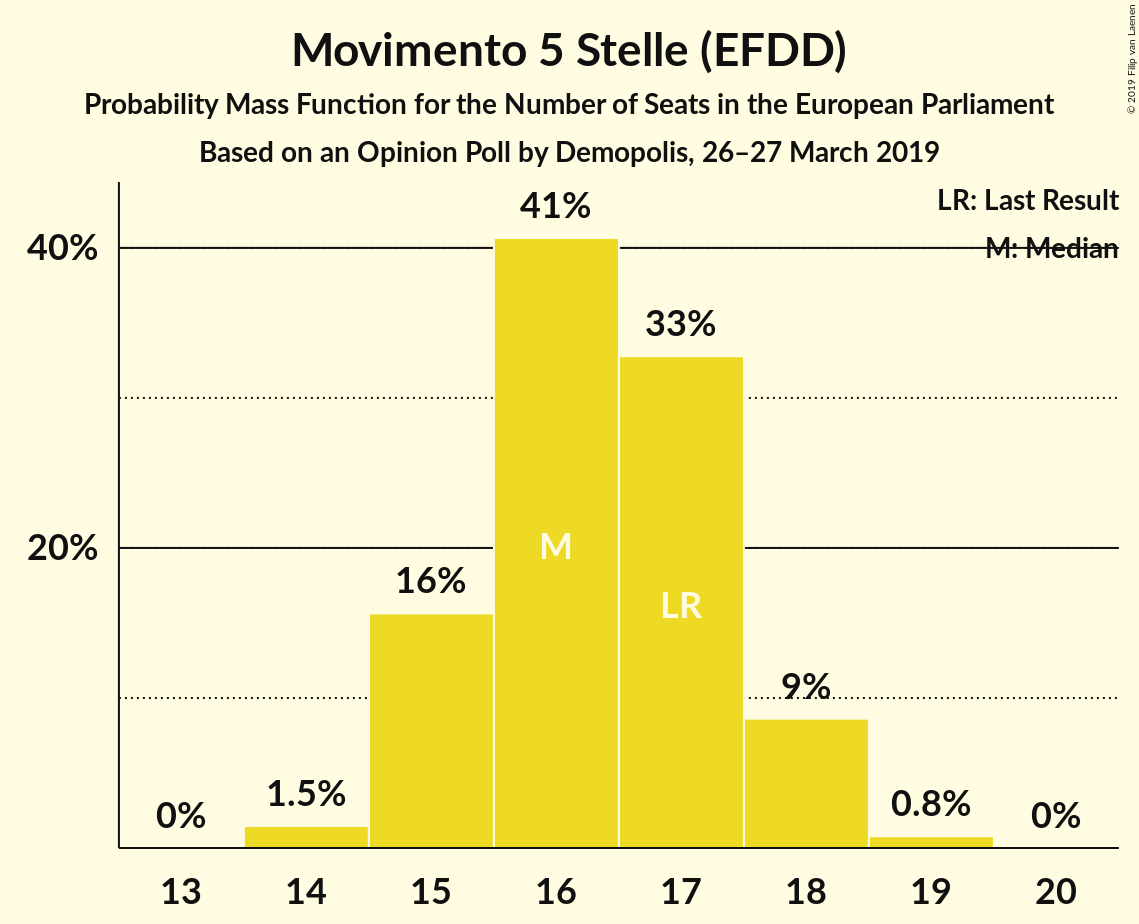 Movimento 5 Stelle (EFDD)
Probability Mass Function for the Number of Seats in the European Parliament
Based on an Opinion Poll by Demopolis, 26–27 March 2019
© 2019 Filip van Laenen
LR: Last Result
M: Median
40%
20%
0%
1.5%
16%
41%
33%
9%
0.8%
0%
M
LR
13 14 15 16 17 18 19 20